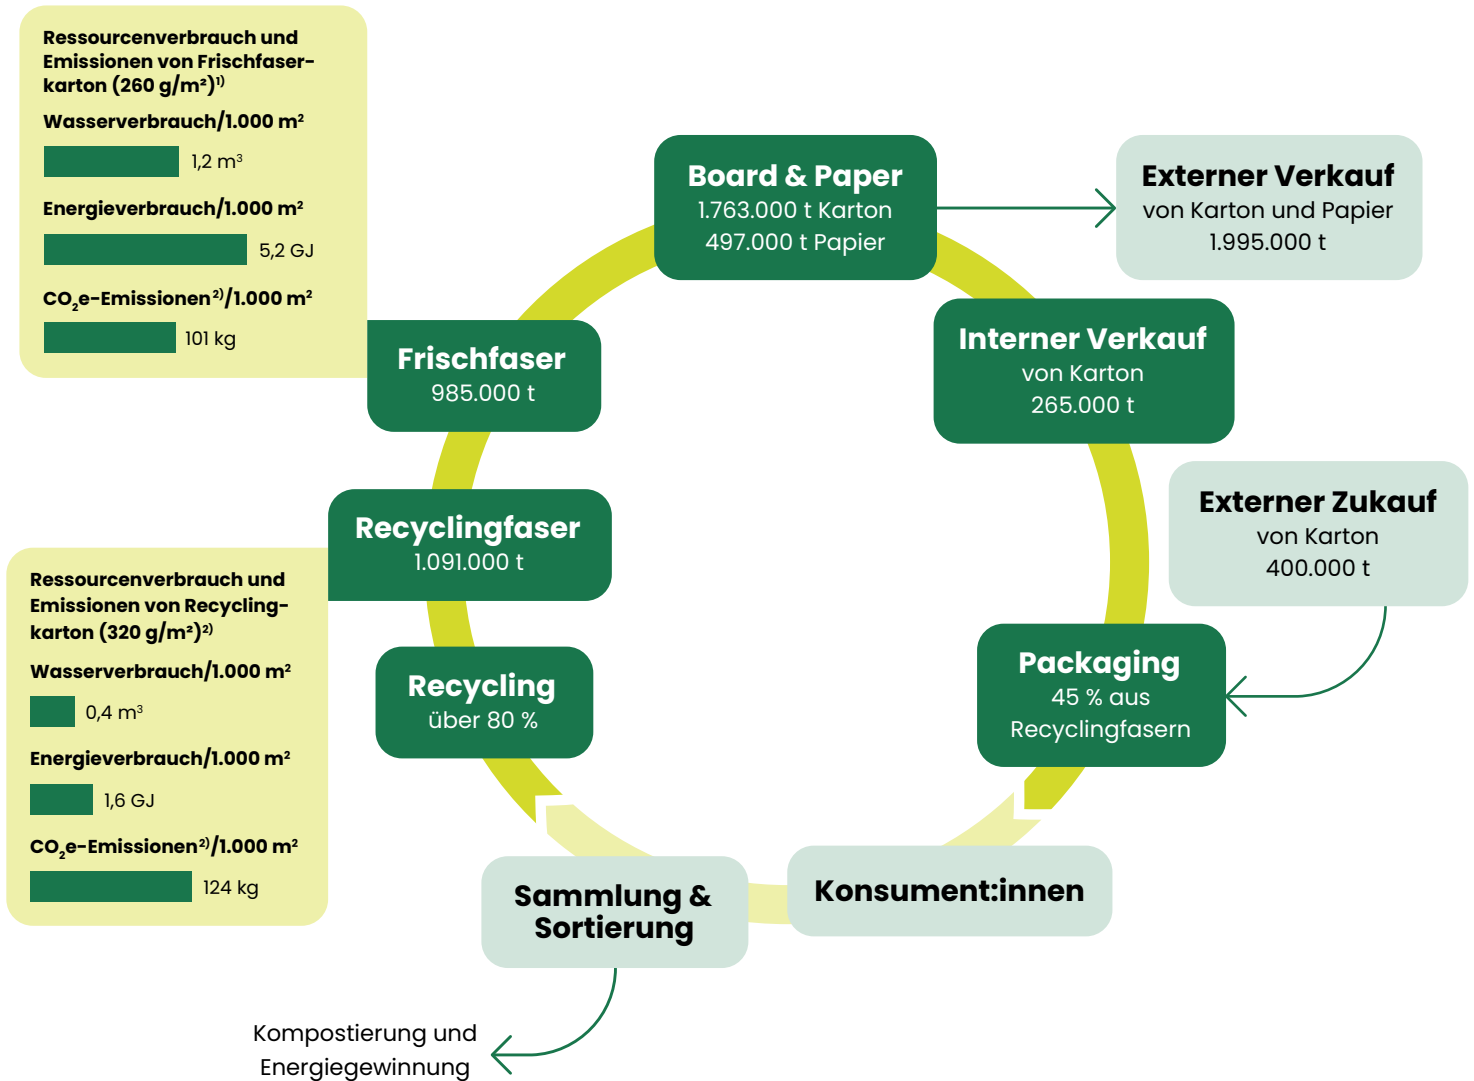 Ressourcenverbrauch und
Emissionen von Frischfaser-
karton (260 g/m²)¹⁾
Wasserverbrauch/1.000 m²
1,2 m³
Energieverbrauch/1.000 m²
5,2 GJ
CO₂e-Emissionen²⁾/1.000 m²
101 kg
Board & Paper
1.763.000 t Karton
497.000 t Papier
Externer Verkauf
von Karton und Papier
1.995.000 t
Interner Verkauf
von Karton
265.000 t
Externer Zukauf
von Karton
400.000 t
Packaging
45 % aus
Recyclingfasern
Konsument:innen
Sammlung &
Sortierung
Kompostierung und
Energiegewinnung
Recycling
über 80 %
Recyclingfaser
1.091.000 t
Frischfaser
985.000 t
Ressourcenverbrauch und
Emissionen von Recycling-
karton (320 g/m²)²⁾
Wasserverbrauch/1.000 m²
0,4 m³
Energieverbrauch/1.000 m²
1,6 GJ
CO₂e-Emissionen²⁾/1.000 m²
124 kg